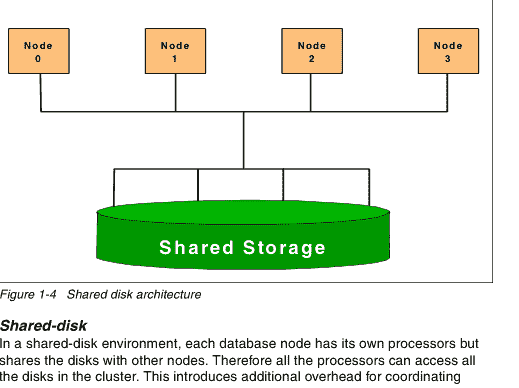 Node Node Node Node
0 1 2 3
Shared Storage
Figure 1-4 Shared disk architecture
Shared-disk
In a shared-disk environment, each database node has its own processors but
shares the disks with other nodes. Therefore all the processors can access all
the disks in the cluster. This introduces additional overhead for coordinating